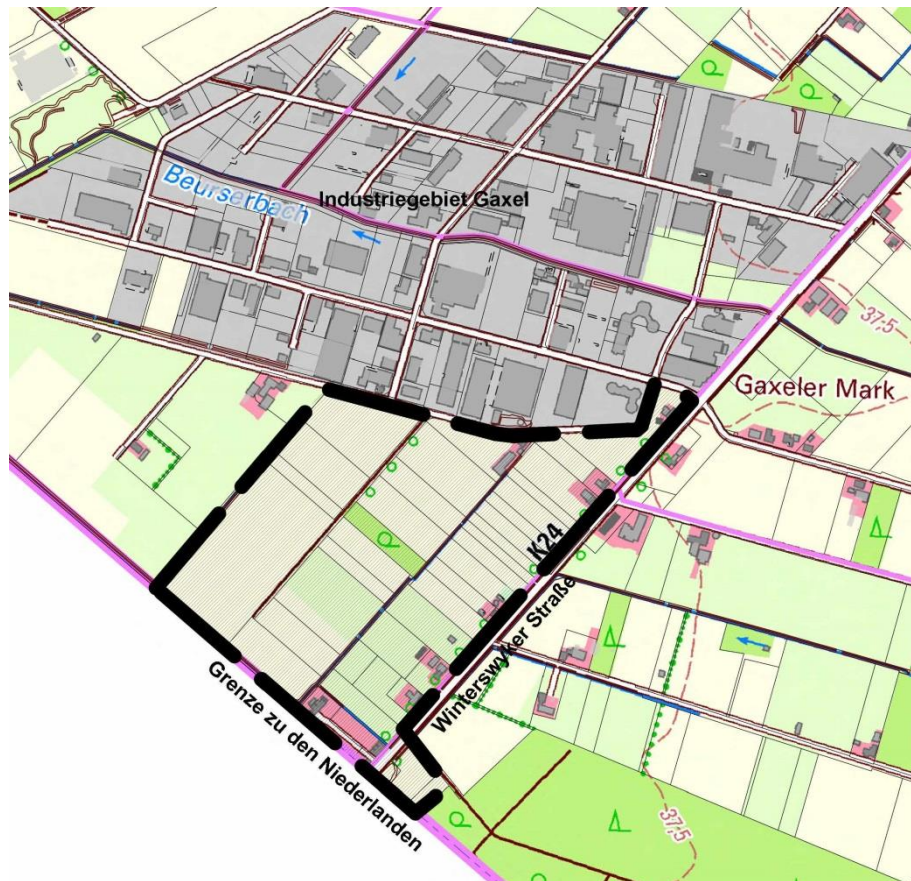 Beurserbach
Industriegebiet Gaxel
37,5
Gaxeler Mark
K24
Winterswyker Straße
Grenze zu den Niederlanden
37,5